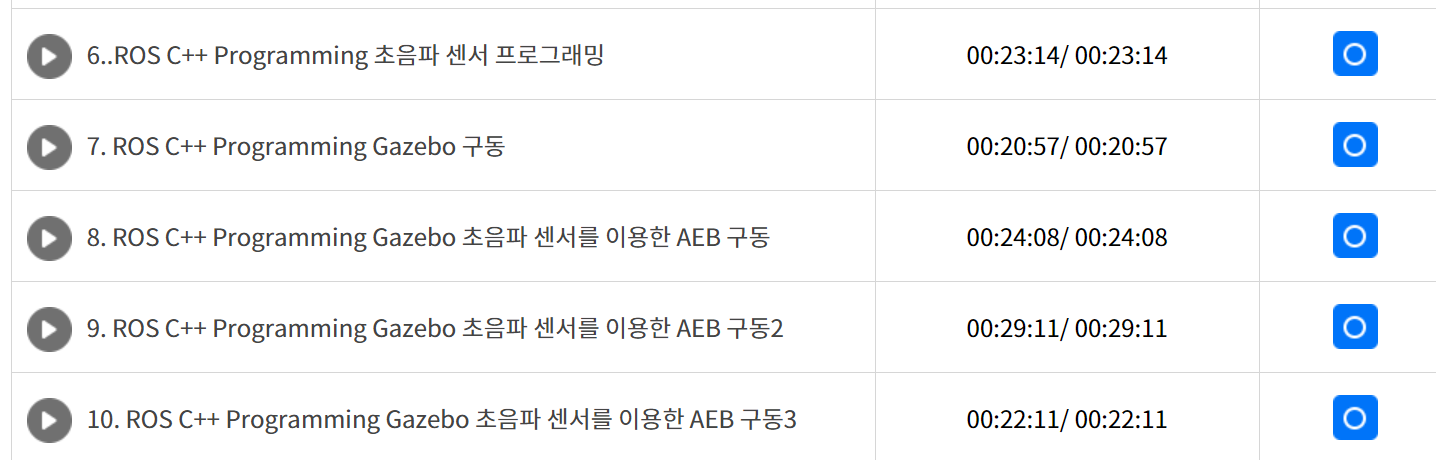 6..ROS C++ Programming 초음파 센서 프로그래밍 00:23:14/ 00:23:14
7. ROS C++ Programming Gazebo 구동 00:20:57/ 00:20:57
8. ROS C++ Programming Gazebo 초음파 센서를 이용한 AEB 구동 00:24:08/ 00:24:08
9. ROS C++ Programming Gazebo 초음파 센서를 이용한 AEB 구동2 00:29:11/ 00:29:11
10. ROS C++ Programming Gazebo 초음파 센서를 이용한 AEB 구동3 00:22:11/ 00:22:11